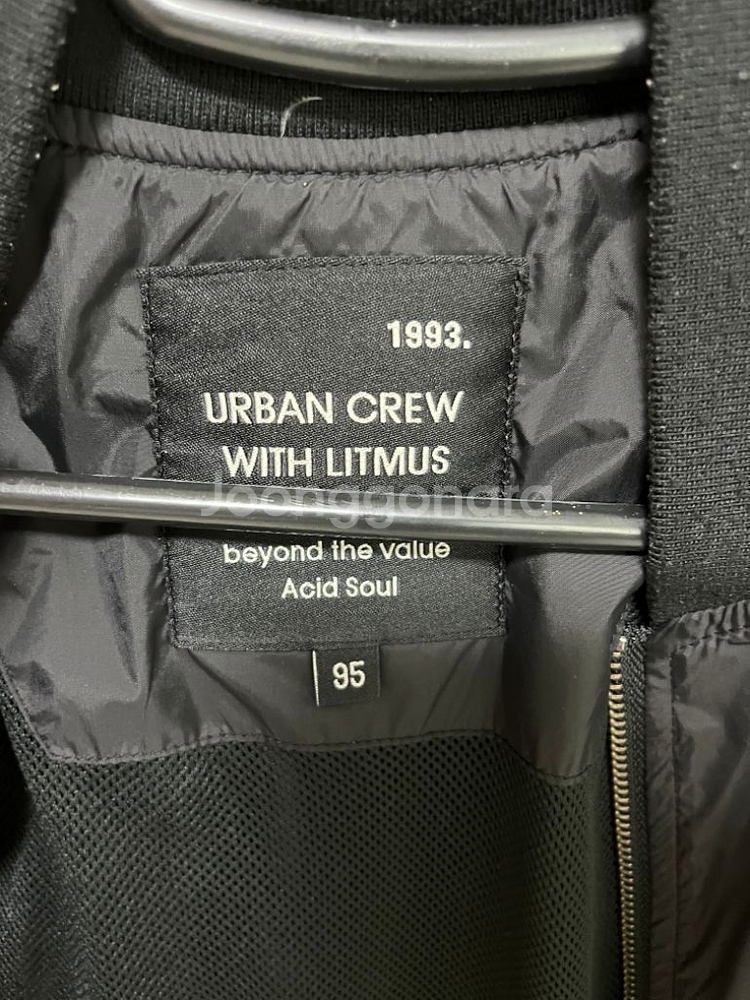 1993.
URBAN CREW
WITH LITMUS
Joonggonara
beyond the value
Acid Soul
95